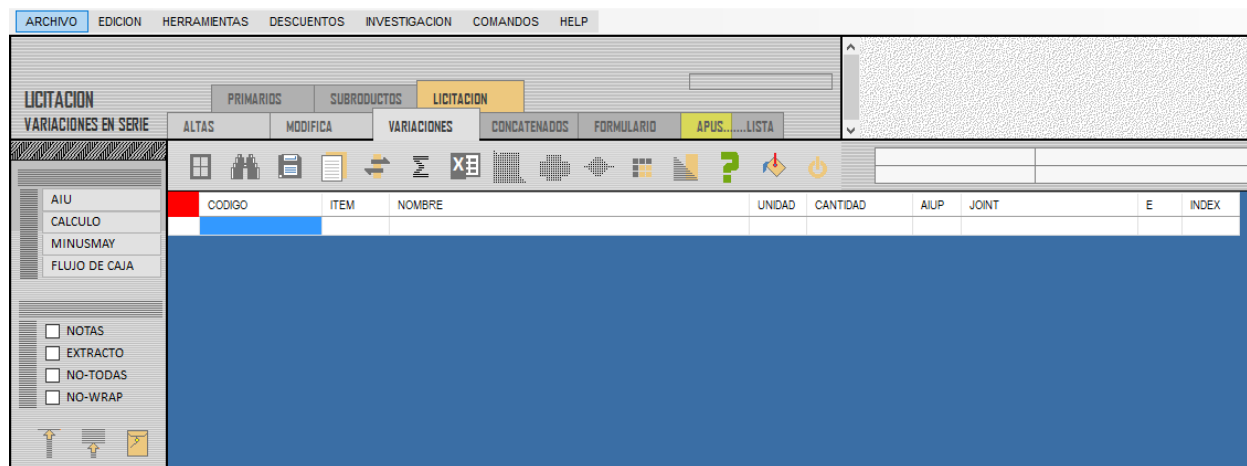 ARCHIVO EDICION HERRAMIENTAS DESCUENTOS INVESTIGACION COMANDOS HELP
LICITACION PRIMARIOS SUBRODUCTOS LICITACION
VARIACIONES EN SERIE ALTAS MODIFICA VARIACIONES CONCATENADOS FORMULARIO APUS.......LISTA
AIU
CALCULO
MINUSMAY
FLUJO DE CAJA
CODIGO ITEM NOMBRE UNIDAD CANTIDAD AIUP JOINT E INDEX
NOTAS
EXTRACTO
NO-TODAS
NO-WRAP